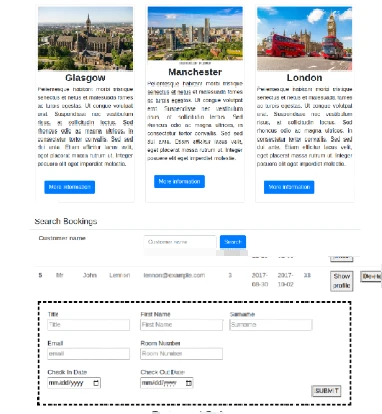 Glasgow
Pellentesque habitant morbi tristique
senectus et netus et malesuada fames
ac turpis egestas. Ut congue volutpat
erat. Suspendisse nec vestibulum
risus, at sollicitudin lectus. Sed
rhoncus odio ac magna ultrices, in
consectetur tortor convallis. Sed sed
dui ante. Etiam efficitur lacus velit,
eget placerat massa rutrum ut. Integer
posuere elit eget imperdiet molestie.
More information
Manchester
Pellentesque habitant morbi tristique
senectus et netus et malesuada fames
ac turpis egestas. Ut congue volutpat
erat. Suspendisse nec vestibulum
risus, at sollicitudin lectus. Sed
rhoncus odio ac magna ultrices, in
consectetur tortor convallis. Sed sed
dui ante. Etiam efficitur lacus velit,
eget placerat massa rutrum ut. Integer
posuere elit eget imperdiet molestie.
More information
London
Pellentesque habitant morbi tristique
senectus et netus et malesuada fames
ac turpis egestas. Ut congue volutpat
erat. Suspendisse nec vestibulum
risus, at sollicitudin lectus. Sed
rhoncus odio ac magna ultrices, in
consectetur tortor convallis. Sed sed
dui ante. Etiam efficitur lacus velit,
eget placerat massa rutrum ut. Integer
posuere elit eget imperdiet molestie.
More information
Search Bookings
Customer name Customer name Search
5 Mr John Lennon lennon@example.com 3 2017- 2017- 38 Show Delete
09-30 10-02 profile
Title First Name Surname
Title First Name Surname
Email Room Number
email Room Number
Check In Date Check Out Date
mm/dd/yyyy mm/dd/yyyy
SUBMIT